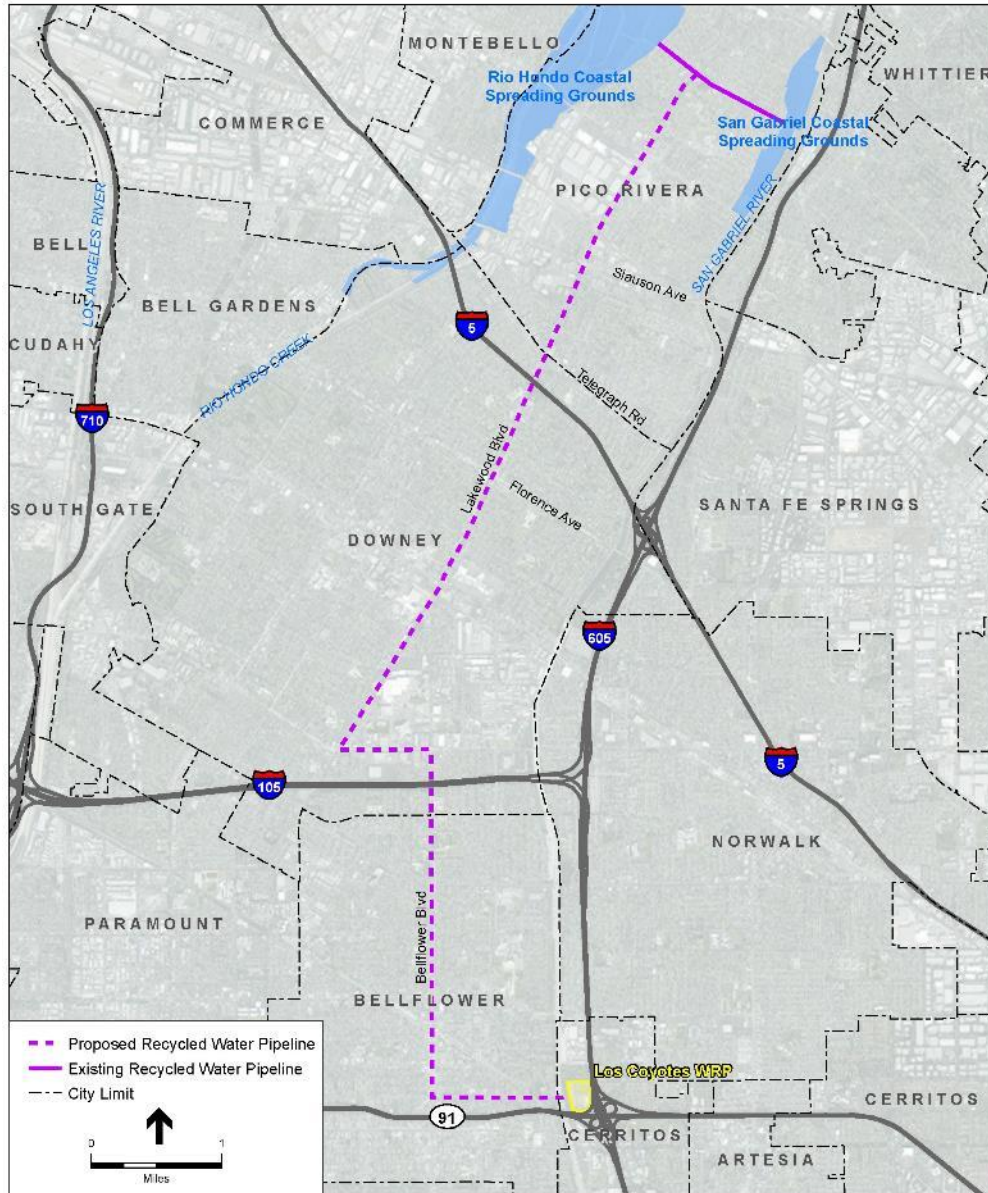 MONTEBELLO
Rio Hondo Coastal
Spreading Grounds
WHITTIER
COMMERCE
San Gabriel Coastal
Spreading Grounds
PICO RIVERA
LOS ANGELES RIVER
BELL
SAN GABRIEL RIVER
Slauson Ave
BELL GARDENS
5
CUDAHY
RIO HONDO CREEK
Telegraph Rd
710
Lakewood Blvd
Florence Ave
SOUTH GATE
SANTA FE SPRINGS
DOWNEY
605
5
105
NORWALK
PARAMOUNT
Bellflower Blvd
BELLFLOWER
Proposed Recycled Water Pipeline
Existing Recycled Water Pipeline
City Limit
0 1
Miles
Los Coyotes WRP
91
CERRITOS
CERRITOS
ARTESIA